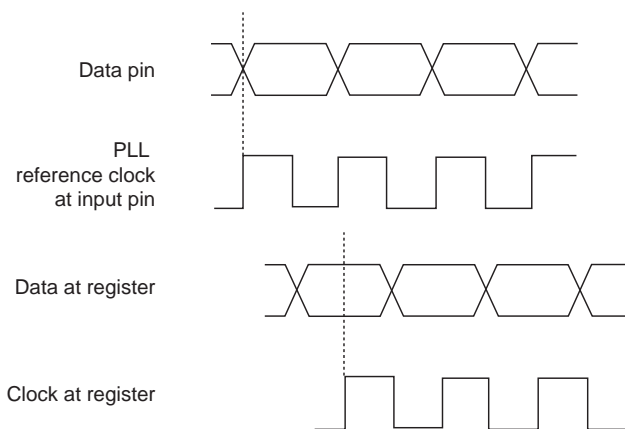 Data pin
PLL
reference clock
at input pin
Data at register
Clock at register